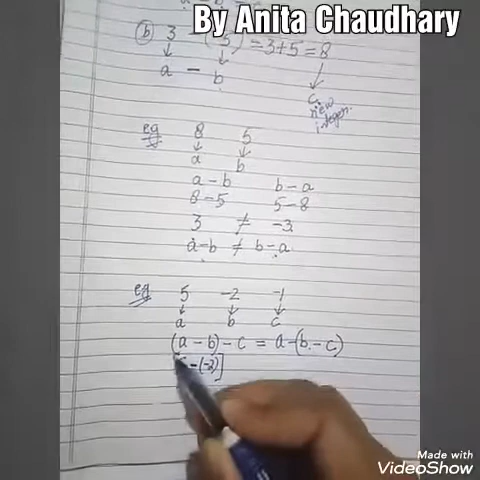 By Anita Chaudhary
(b) 3 - (5) = 3+5 = 8
↓ ↓
a - b
c
new
integer.
eg 8 5
↓ ↓
a b
a-b b-a
8-5 5-8
3 ≠ -3
a-b ≠ b-a
eg 5 -2 -1
↓ ↓ ↓
a b c
(a-b)-c = a-(b-c)
-(-2)]
Made with
VideoShow